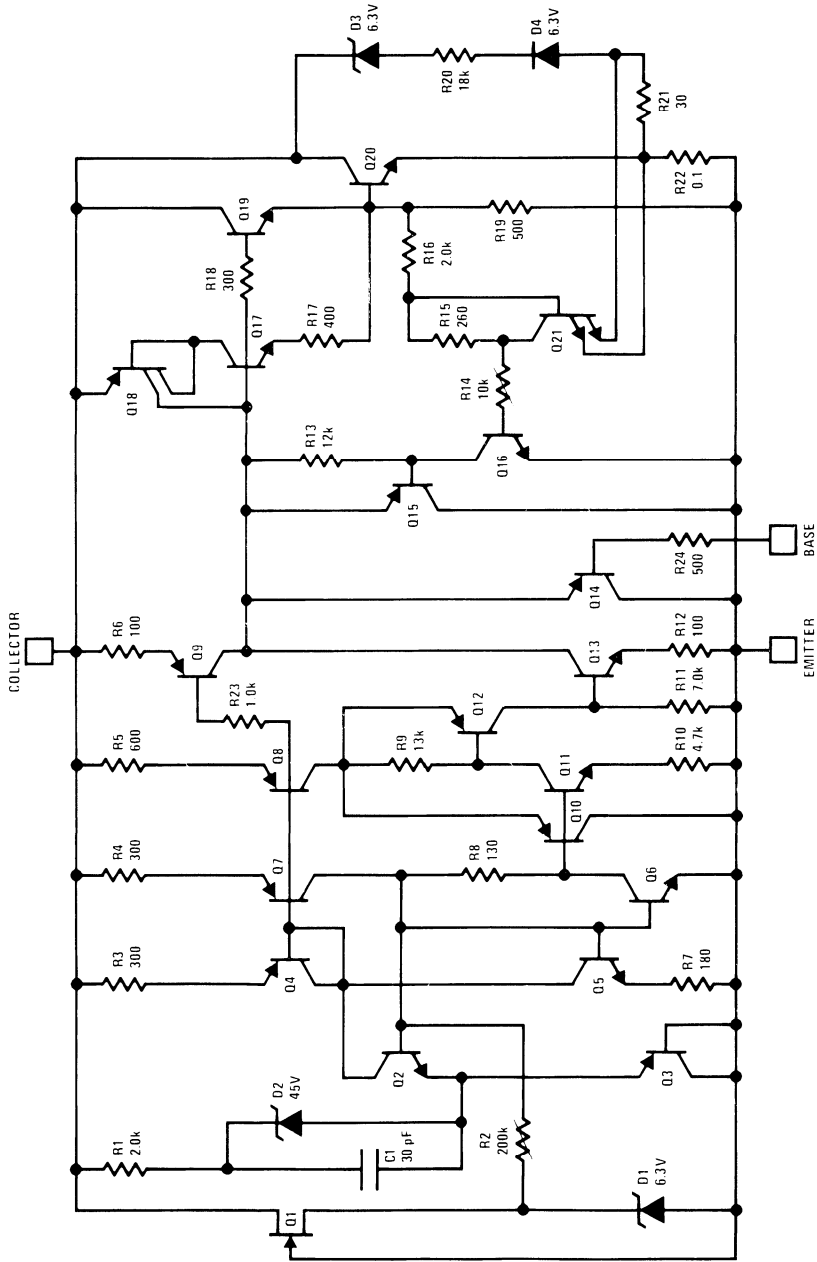 COLLECTOR
R1
2.0k
R3
300
R4
300
R5
600
R6
100
Q18
R18
300
Q19
D3
6.3V
Q20
R20
18k
D4
6.3V
R21
30
R22
0.1
Q17
R17
400
R16
2.0k
R19
500
R15
260
Q21
R14
10k
R13
12k
Q16
Q15
Q14
R24
500
BASE
Q9
R23
1.0k
Q8
Q7
Q4
Q1
D2
45V
C1
30 pF
Q2
R2
200k
D1
6.3V
Q3
Q5
R7
180
R8
130
Q6
R9
13k
Q12
Q11
Q10
R10
4.7k
R11
7.0k
Q13
R12
100
EMITTER